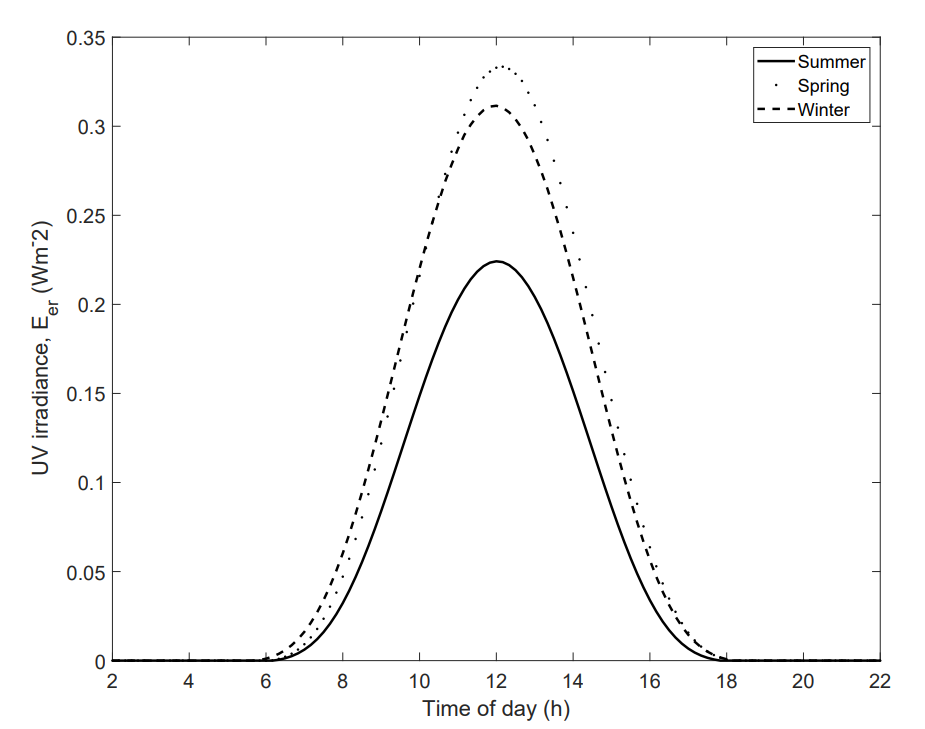 0.35
0.3
0.25
0.2
0.15
0.1
0.05
0
2 4 6 8 10 12 14 16 18 20 22
Time of day (h)
UV irradiance, E_er (Wm^-2)
Summer
Spring
Winter